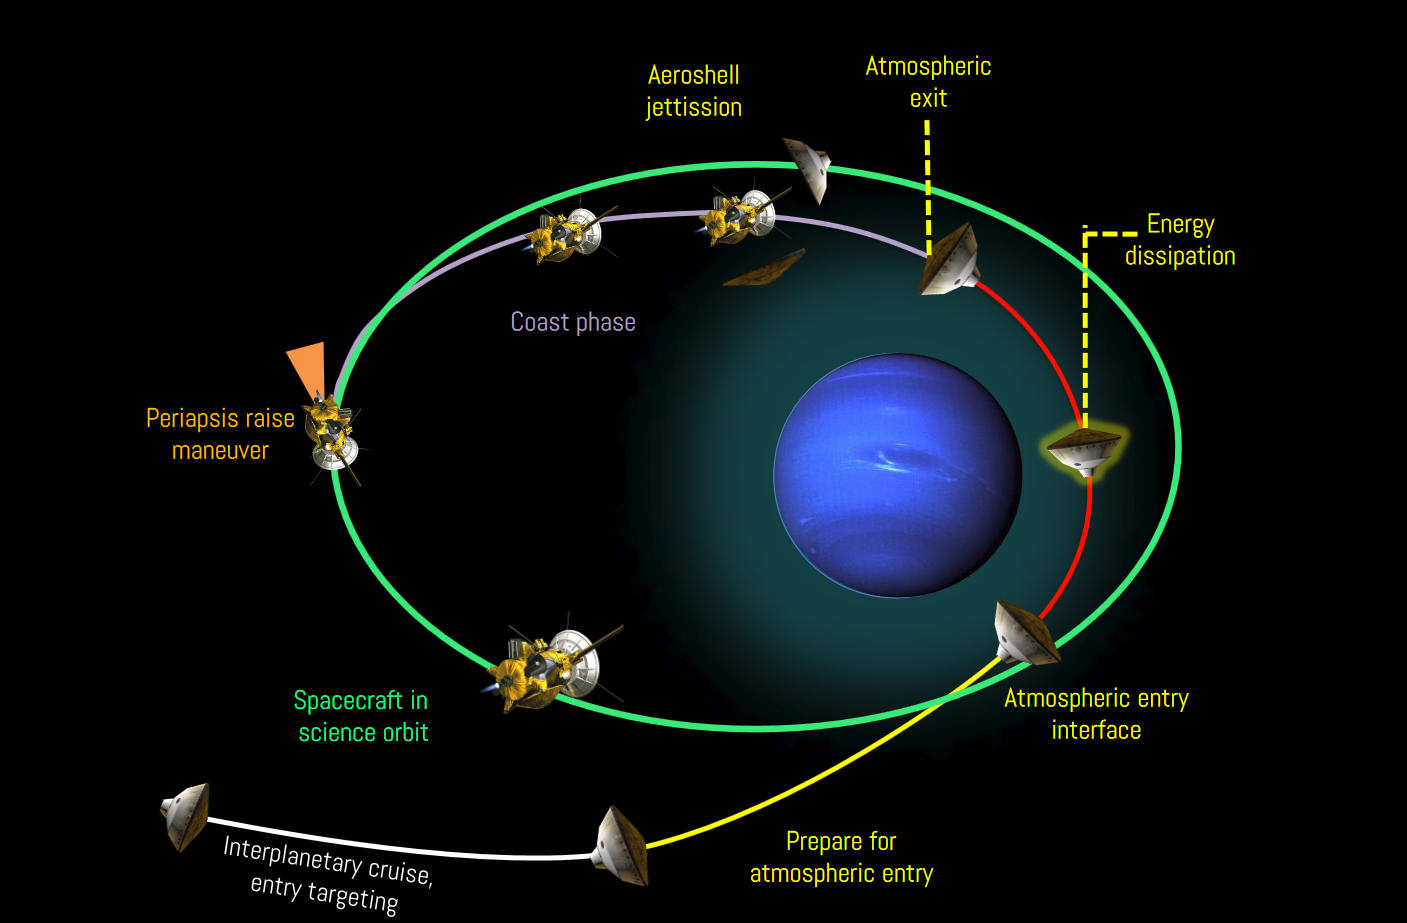 Aeroshell
jettission
Atmospheric
exit
Energy
dissipation
Coast phase
Periapsis raise
maneuver
Spacecraft in
science orbit
Atmospheric entry
interface
Interplanetary cruise,
entry targeting
Prepare for
atmospheric entry